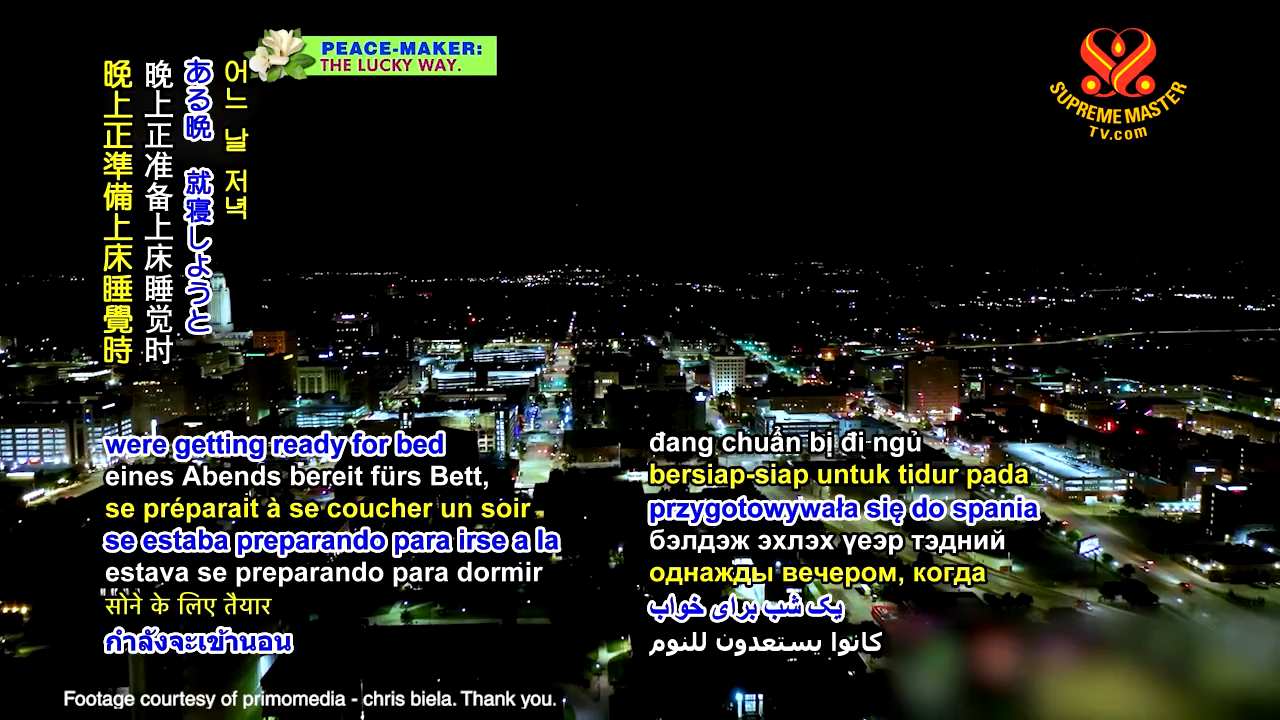 PEACE-MAKER:
THE LUCKY WAY.
SUPREME MASTER
TV.com
어느 날 저녁
ある晩 就寝しようと
晚上正准备上床睡觉时
晚上正準備上床睡覺時
were getting ready for bed
eines Abends bereit fürs Bett,
se préparait à se coucher un soir
se estaba preparando para irse a la
estava se preparando para dormir
सोने के लिए तैयार
กำลังจะเข้านอน
đang chuẩn bị đi ngủ
bersiap-siap untuk tidur pada
przygotowywała się do spania
бэлдэж эхлэх үеэр тэдний
однажды вечером, когда
یک شب برای خواب
كانوا يستعدون للنوم
Footage courtesy of primomedia - chris biela. Thank you.